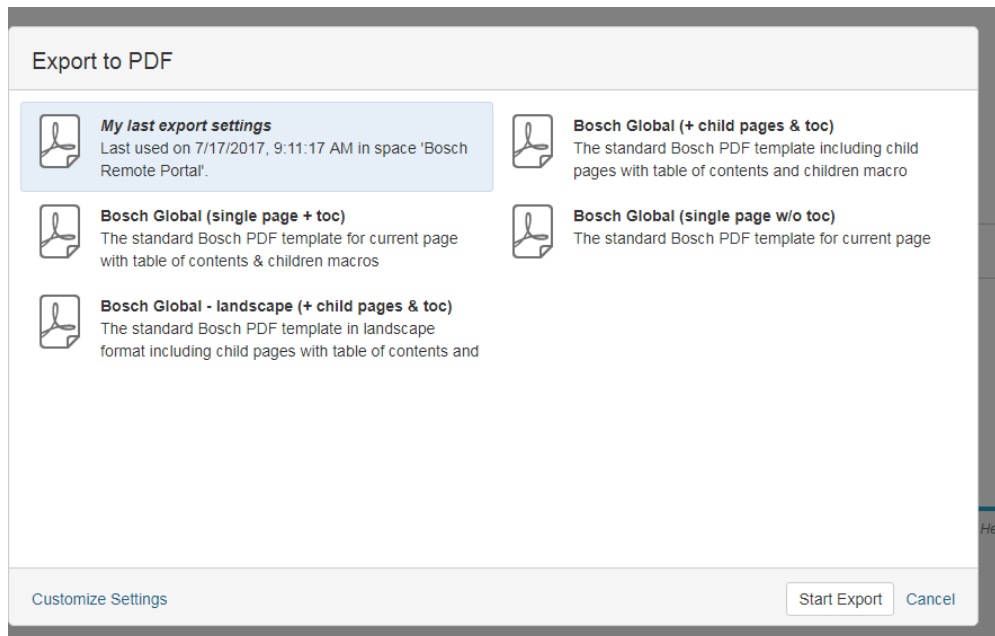 Export to PDF
My last export settings
Last used on 7/17/2017, 9:11:17 AM in space 'Bosch
Remote Portal'.
Bosch Global (+ child pages & toc)
The standard Bosch PDF template including child
pages with table of contents and children macro
Bosch Global (single page + toc)
The standard Bosch PDF template for current page
with table of contents & children macros
Bosch Global (single page w/o toc)
The standard Bosch PDF template for current page
Bosch Global - landscape (+ child pages & toc)
The standard Bosch PDF template in landscape
format including child pages with table of contents and
He
Customize Settings
Start Export
Cancel